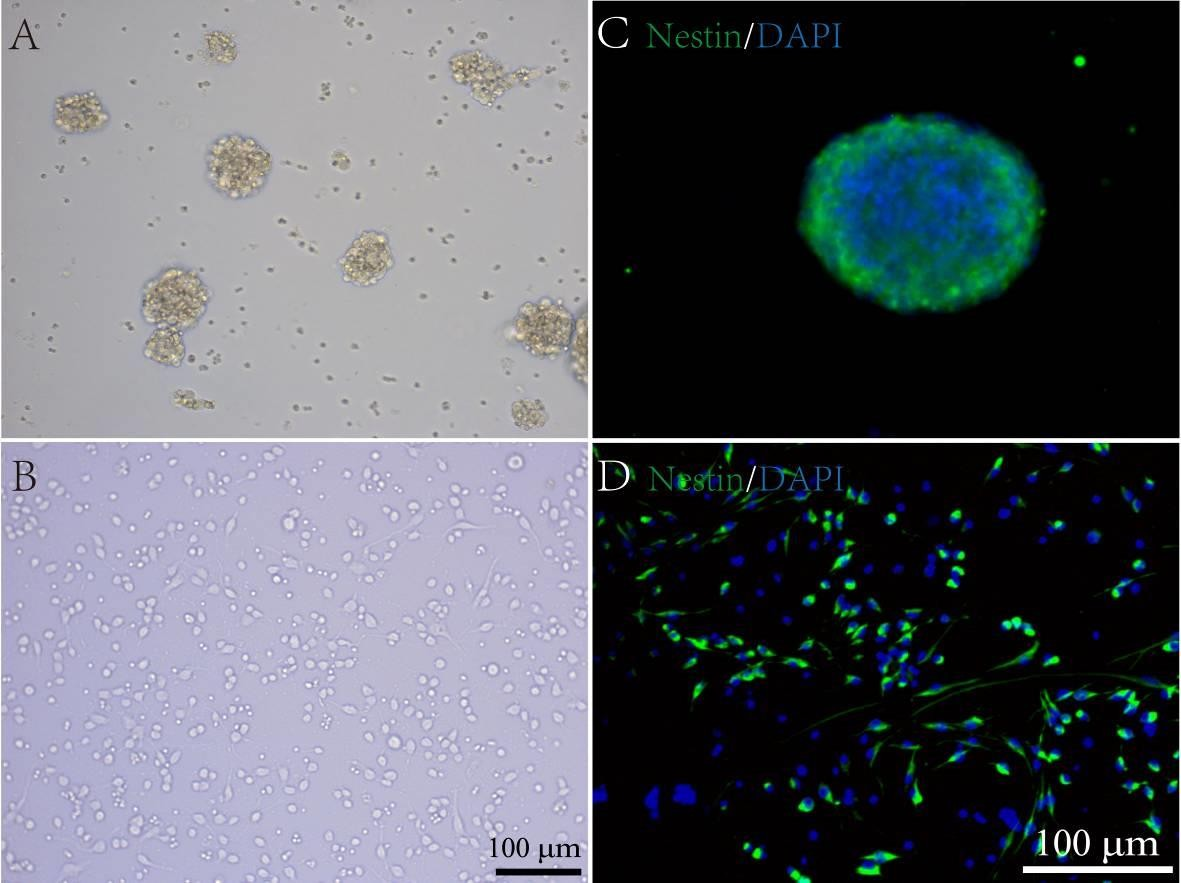 A
C Nestin/DAPI
B
100 μm
D Nestin/DAPI
100 μm